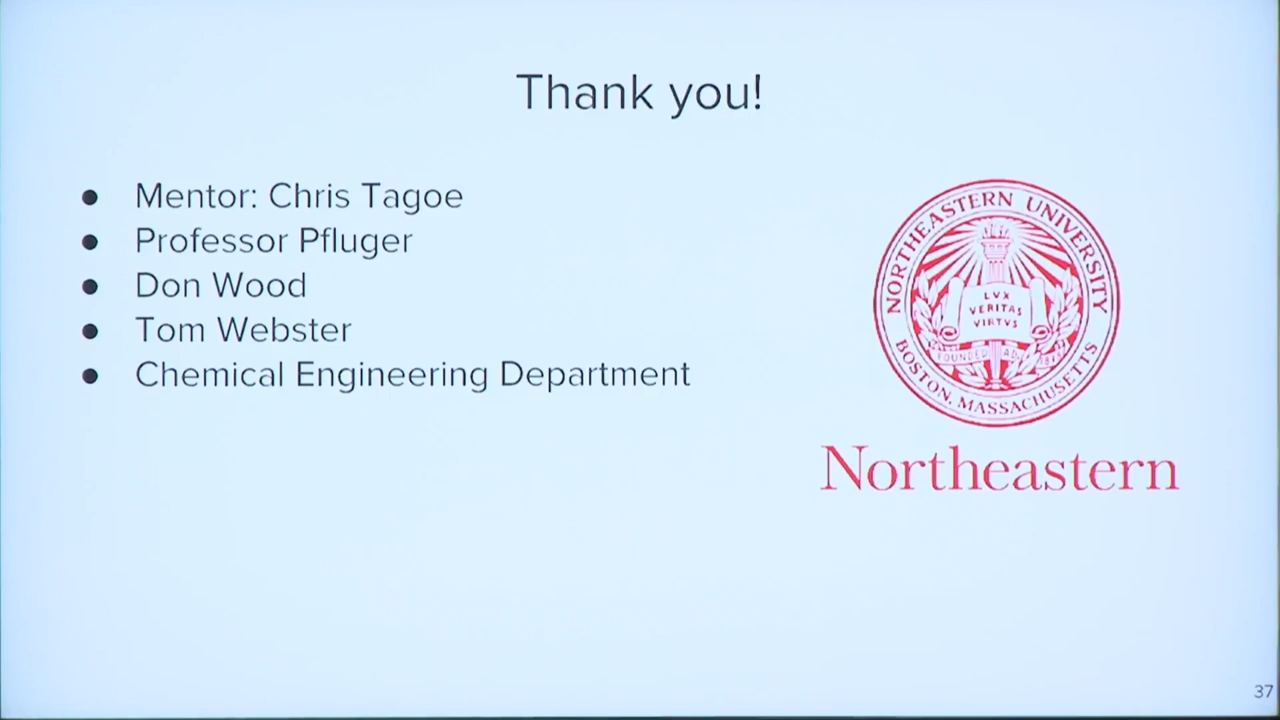 Thank you!
● Mentor: Chris Tagoe
● Professor Pfluger
● Don Wood
● Tom Webster
● Chemical Engineering Department
NORTHEASTERN UNIVERSITY
LVX
VERITAS
VIRTVS
FOUNDED A.D. 1898
BOSTON, MASSACHUSETTS
Northeastern
37